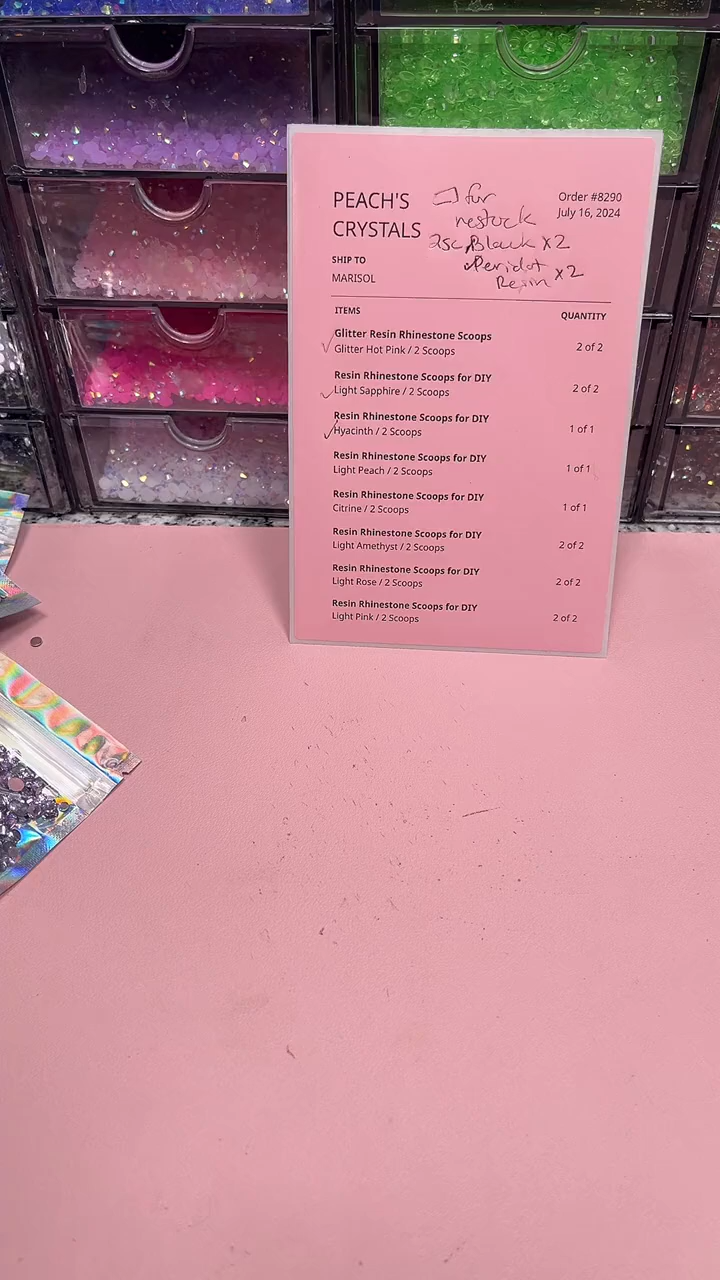 PEACH'S
CRYSTALS
for
restock
2sc Black x2
Peridot x2
Resin
Order #8290
July 16, 2024
SHIP TO
MARISOL
ITEMS QUANTITY
Glitter Resin Rhinestone Scoops
Glitter Hot Pink / 2 Scoops 2 of 2
Resin Rhinestone Scoops for DIY
Light Sapphire / 2 Scoops 2 of 2
Resin Rhinestone Scoops for DIY
Hyacinth / 2 Scoops 1 of 1
Resin Rhinestone Scoops for DIY
Light Peach / 2 Scoops 1 of 1
Resin Rhinestone Scoops for DIY
Citrine / 2 Scoops 1 of 1
Resin Rhinestone Scoops for DIY
Light Amethyst / 2 Scoops 2 of 2
Resin Rhinestone Scoops for DIY
Light Rose / 2 Scoops 2 of 2
Resin Rhinestone Scoops for DIY
Light Pink / 2 Scoops 2 of 2